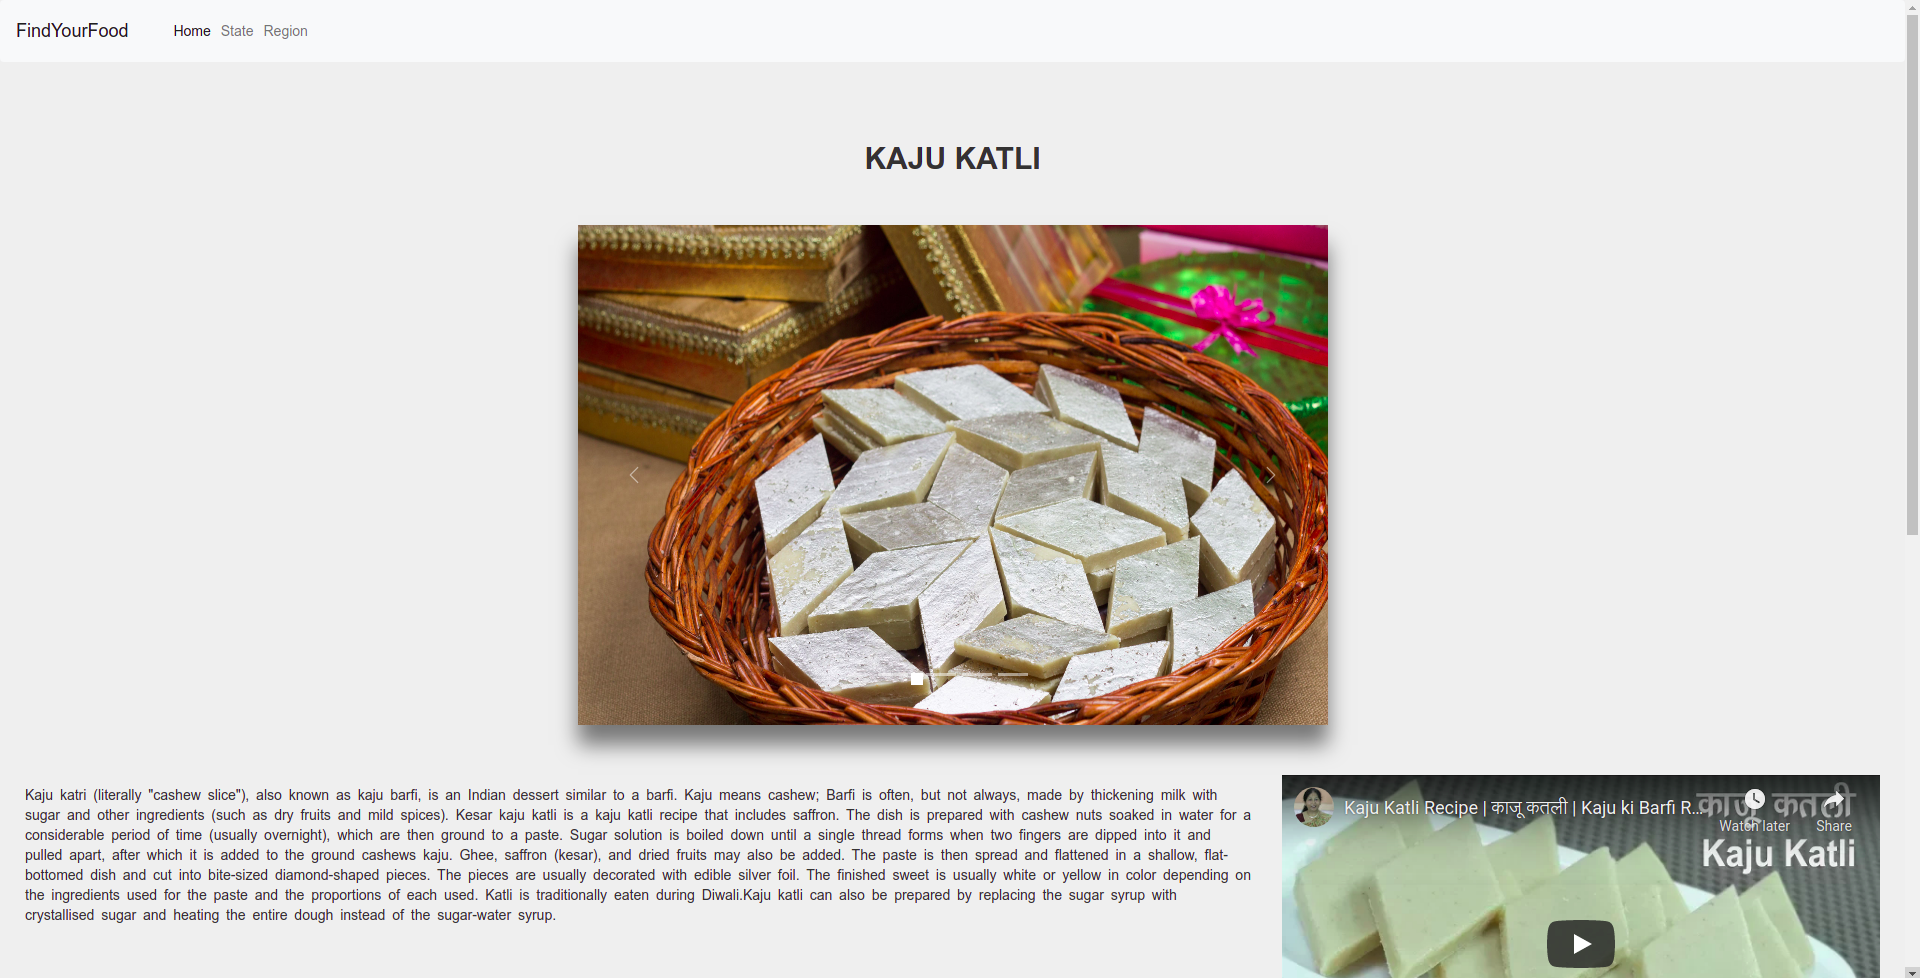 FindYourFood
Home State Region
KAJU KATLI
Kaju katri (literally "cashew slice"), also known as kaju barfi, is an Indian dessert similar to a barfi. Kaju means cashew; Barfi is often, but not always, made by thickening milk with
sugar and other ingredients (such as dry fruits and mild spices). Kesar kaju katli is a kaju katli recipe that includes saffron. The dish is prepared with cashew nuts soaked in water for a
considerable period of time (usually overnight), which are then ground to a paste. Sugar solution is boiled down until a single thread forms when two fingers are dipped into it and
pulled apart, after which it is added to the ground cashews kaju. Ghee, saffron (kesar), and dried fruits may also be added. The paste is then spread and flattened in a shallow, flat-
bottomed dish and cut into bite-sized diamond-shaped pieces. The pieces are usually decorated with edible silver foil. The finished sweet is usually white or yellow in color depending on
the ingredients used for the paste and the proportions of each used. Katli is traditionally eaten during Diwali.Kaju katli can also be prepared by replacing the sugar syrup with
crystallised sugar and heating the entire dough instead of the sugar-water syrup.
Kaju Katli Recipe | काजू कतली | Kaju ki Barfi R...
काजू कतली
Watch later Share
Kaju Katli